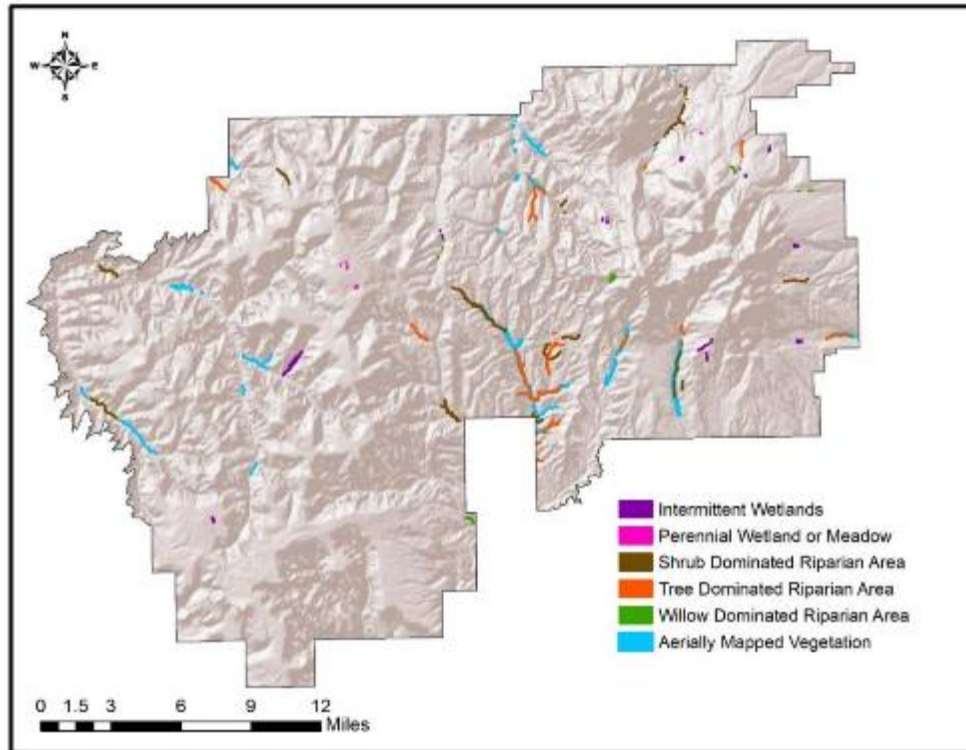 N
W E
S
Intermittent Wetlands
Perennial Wetland or Meadow
Shrub Dominated Riparian Area
Tree Dominated Riparian Area
Willow Dominated Riparian Area
Aerially Mapped Vegetation
0 1.5 3 6 9 12
Miles